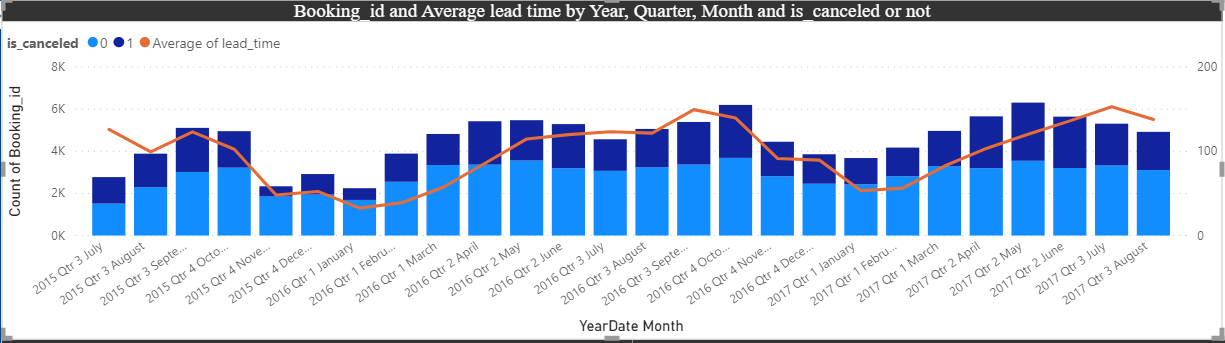 Booking_id and Average lead time by Year, Quarter, Month and is_canceled or not
is_canceled 0 1 Average of lead_time
Count of Booking_id
8K
6K
4K
2K
0K
200
100
0
2015 Qtr 3 July
2015 Qtr 3 August
2015 Qtr 3 Septe...
2015 Qtr 4 Octo...
2015 Qtr 4 Nove...
2015 Qtr 4 Dece...
2016 Qtr 1 January
2016 Qtr 1 Febru...
2016 Qtr 1 March
2016 Qtr 2 April
2016 Qtr 2 May
2016 Qtr 2 June
2016 Qtr 3 July
2016 Qtr 3 August
2016 Qtr 3 Septe...
2016 Qtr 4 Octo...
2016 Qtr 4 Nove...
2016 Qtr 4 Dece...
2017 Qtr 1 January
2017 Qtr 1 Febru...
2017 Qtr 1 March
2017 Qtr 2 April
2017 Qtr 2 May
2017 Qtr 2 June
2017 Qtr 3 July
2017 Qtr 3 August
YearDate Month